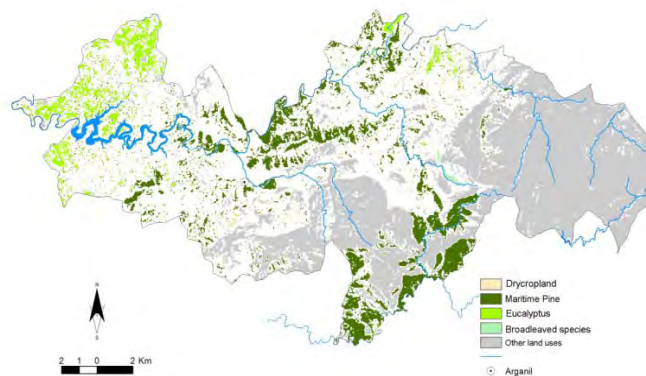 Drycropland
Maritime Pine
Eucalyptus
Broadleaved species
Other land uses
Arganil
N
S
2 1 0 2 Km